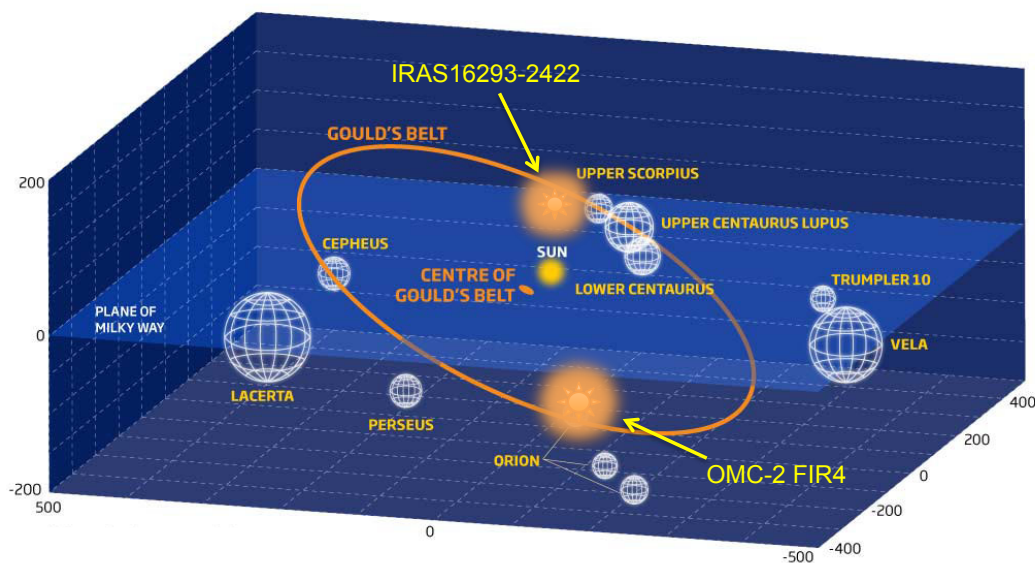 IRAS16293-2422
GOULD'S BELT
UPPER SCORPIUS
200
UPPER CENTAURUS LUPUS
CEPHEUS
SUN
CENTRE OF
GOULD'S BELT
LOWER CENTAURUS
TRUMPLER 10
PLANE OF
MILKY WAY
0
VELA
LACERTA
400
PERSEUS
200
ORION
OMC-2 FIR4
0
-200
-200
500
0
-500
-400